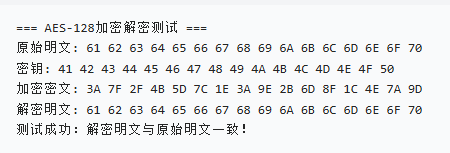 === AES-128加密解密测试 ===
原始明文: 61 62 63 64 65 66 67 68 69 6A 6B 6C 6D 6E 6F 70
密钥: 41 42 43 44 45 46 47 48 49 4A 4B 4C 4D 4E 4F 50
加密密文: 3A 7F 2F 4B 5D 7C 1E 3A 9E 2B 6D 8F 1C 4E 7A 9D
解密明文: 61 62 63 64 65 66 67 68 69 6A 6B 6C 6D 6E 6F 70
测试成功: 解密明文与原始明文一致!